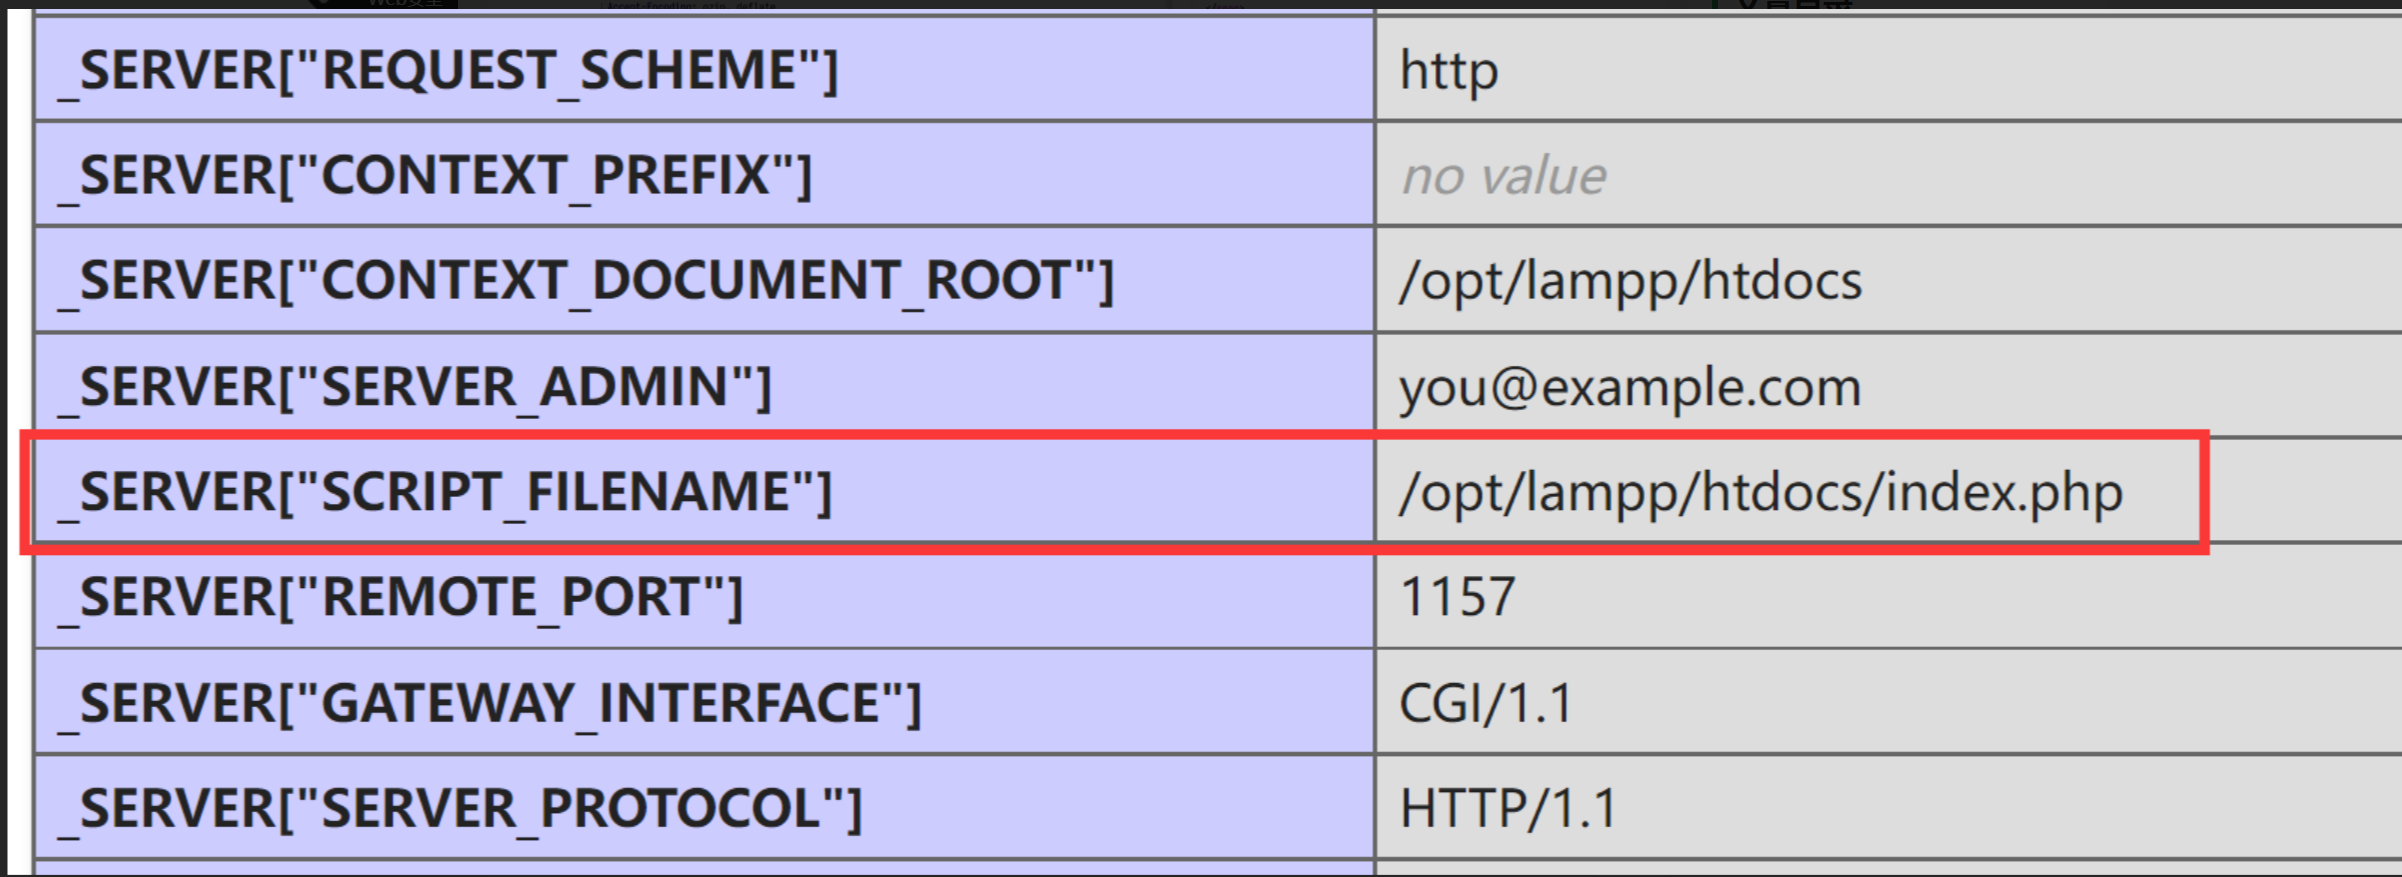 _SERVER["REQUEST_SCHEME"] http
_SERVER["CONTEXT_PREFIX"] no value
_SERVER["CONTEXT_DOCUMENT_ROOT"] /opt/lampp/htdocs
_SERVER["SERVER_ADMIN"] you@example.com
_SERVER["SCRIPT_FILENAME"] /opt/lampp/htdocs/index.php
_SERVER["REMOTE_PORT"] 1157
_SERVER["GATEWAY_INTERFACE"] CGI/1.1
_SERVER["SERVER_PROTOCOL"] HTTP/1.1